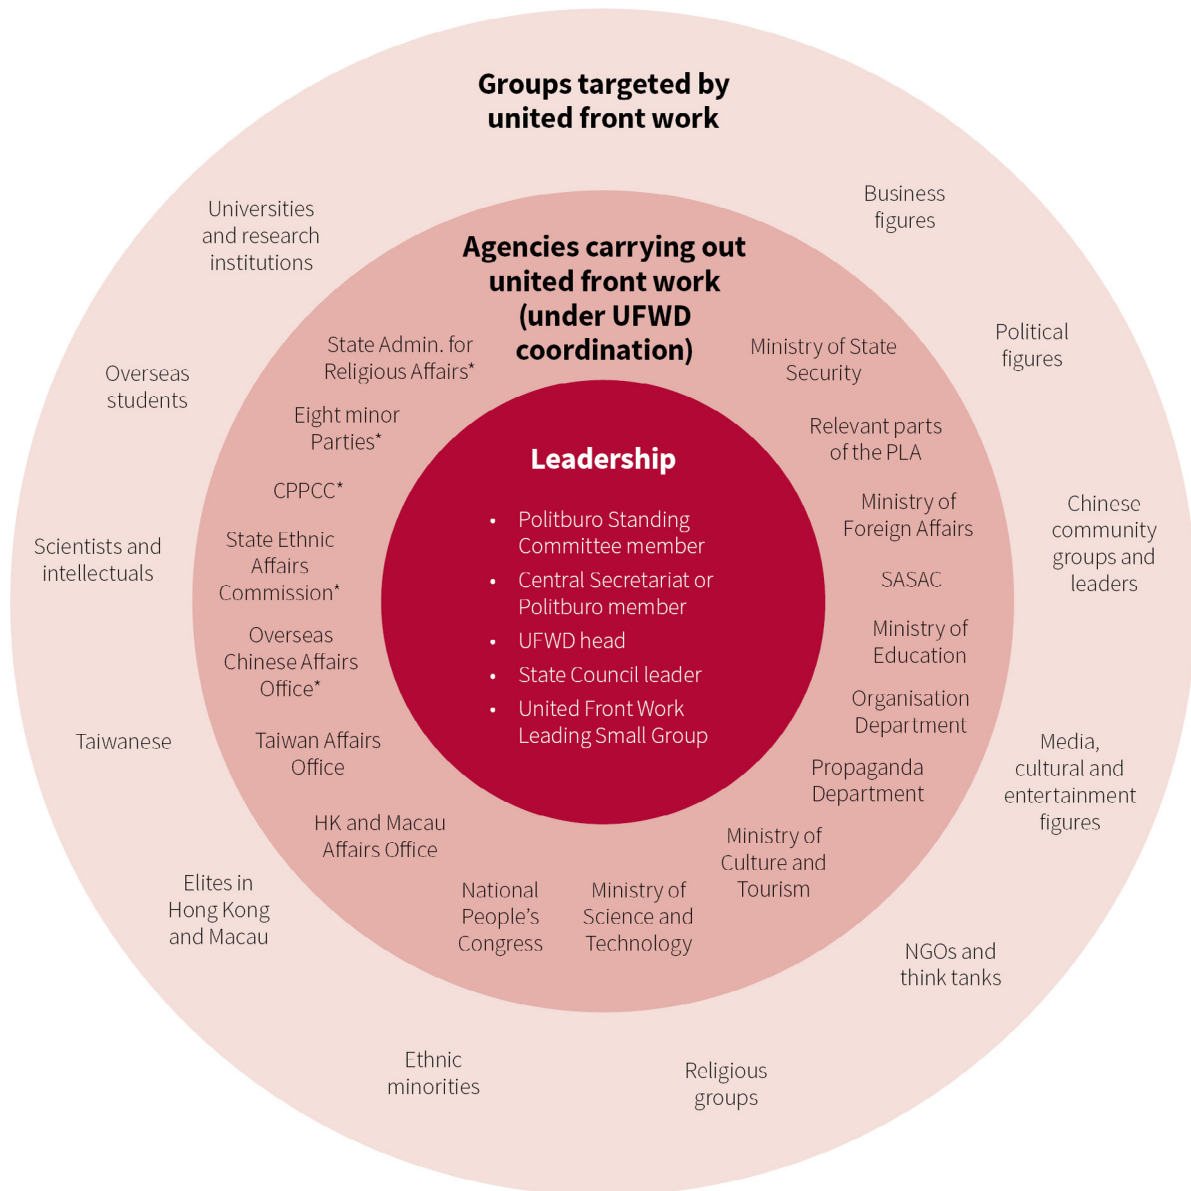 Groups targeted by
united front work
Universities
and research
institutions
Overseas
students
Scientists and
intellectuals
Taiwanese
Elites in
Hong Kong
and Macau
Ethnic
minorities
Religious
groups
NGOs and
think tanks
Media,
cultural and
entertainment
figures
Chinese
community
groups and
leaders
Political
figures
Business
figures
Agencies carrying out
united front work
(under UFWD
coordination)
State Admin. for
Religious Affairs*
Eight minor
Parties*
CPPCC*
State Ethnic
Affairs
Commission*
Overseas
Chinese Affairs
Office*
Taiwan Affairs
Office
HK and Macau
Affairs Office
National
People’s
Congress
Ministry of
Science and
Technology
Ministry of
Culture and
Tourism
Propaganda
Department
Organisation
Department
Ministry of
Education
SASAC
Ministry of
Foreign Affairs
Relevant parts
of the PLA
Ministry of State
Security
Leadership
• Politburo Standing
Committee member
• Central Secretariat or
Politburo member
• UFWD head
• State Council leader
• United Front Work
Leading Small Group